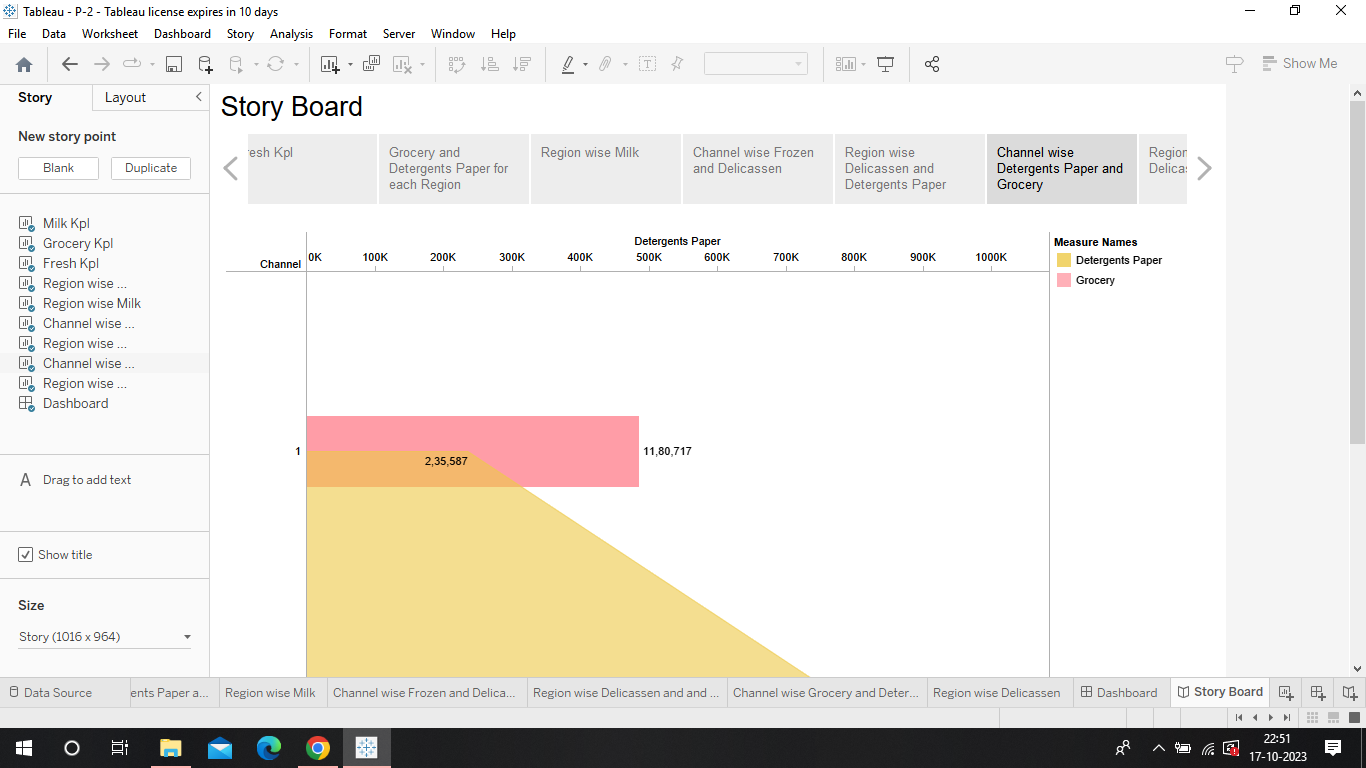 Tableau - P-2 - Tableau license expires in 10 days
File Data Worksheet Dashboard Story Analysis Format Server Window Help
Show Me
Story Layout
New story point
Blank Duplicate
Milk Kpl
Grocery Kpl
Fresh Kpl
Region wise ...
Region wise Milk
Channel wise ...
Region wise ...
Channel wise ...
Region wise ...
Dashboard
A Drag to add text
Show title
Size
Story (1016 x 964)
Story Board
resh Kpl
Grocery and
Detergents Paper for
each Region
Region wise Milk
Channel wise Frozen
and Delicassen
Region wise
Delicassen and
Detergents Paper
Channel wise
Detergents Paper and
Grocery
Region
Delicas
Detergents Paper
Channel 0K 100K 200K 300K 400K 500K 600K 700K 800K 900K 1000K
1 11,80,717
2,35,587
Measure Names
Detergents Paper
Grocery
Data Source ents Paper a... Region wise Milk Channel wise Frozen and Delica... Region wise Delicassen and and ... Channel wise Grocery and Deter... Region wise Delicassen Dashboard Story Board
22:51
17-10-2023